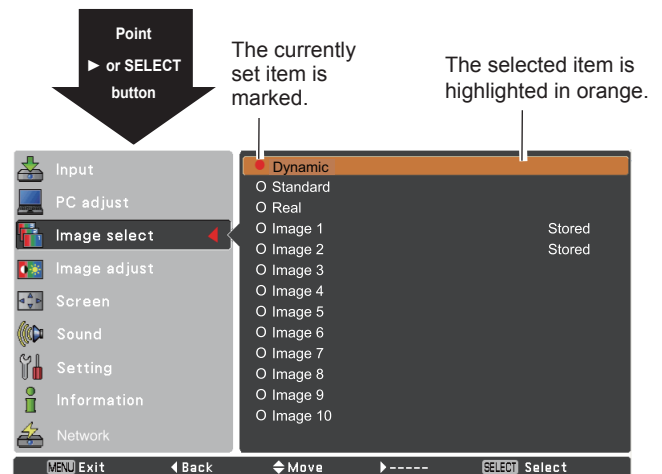 Point
► or SELECT
button
The currently
set item is
marked.
The selected item is
highlighted in orange.
Input
PC adjust
Image select
Image adjust
Screen
Sound
Setting
Information
Network
Dynamic
O Standard
O Real
O Image 1 Stored
O Image 2 Stored
O Image 3
O Image 4
O Image 5
O Image 6
O Image 7
O Image 8
O Image 9
O Image 10
MENU Exit ◄Back Move ►----- SELECT Select